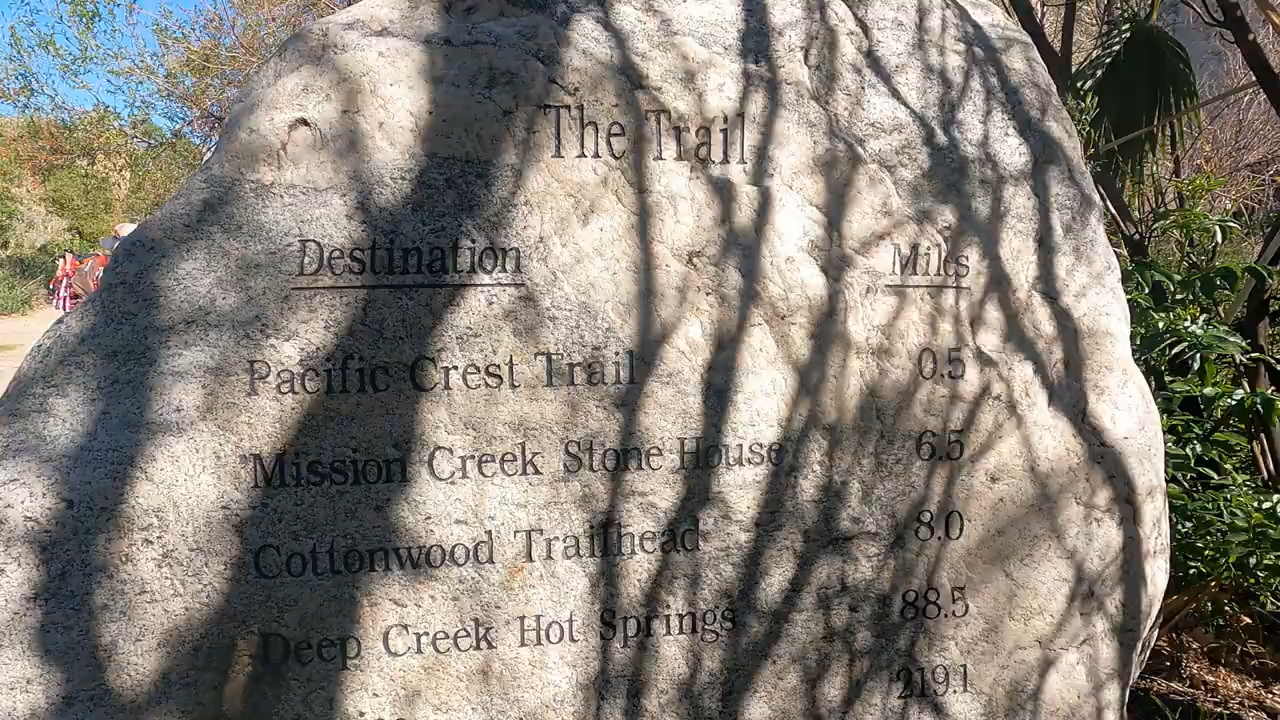 The Trail
Destination Miles
Pacific Crest Trail 0.5
Mission Creek Stone House 6.5
Cottonwood Trailhead 8.0
Deep Creek Hot Springs 88.5
219.1